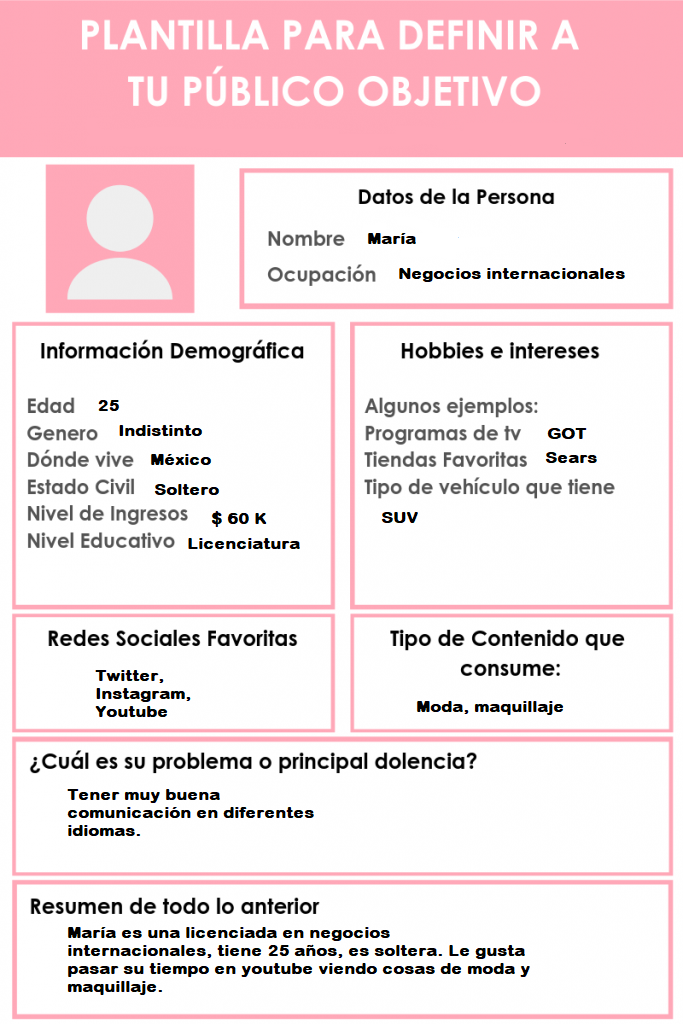 PLANTILLA PARA DEFINIR A
TU PÚBLICO OBJETIVO
Datos de la Persona
Nombre María
Ocupación Negocios internacionales
Información Demográfica
Edad 25
Genero Indistinto
Dónde vive México
Estado Civil Soltero
Nivel de Ingresos $ 60 K
Nivel Educativo Licenciatura
Hobbies e intereses
Algunos ejemplos:
Programas de tv GOT
Tiendas Favoritas Sears
Tipo de vehículo que tiene
SUV
Redes Sociales Favoritas
Twitter,
Instagram,
Youtube
Tipo de Contenido que
consume:
Moda, maquillaje
¿Cuál es su problema o principal dolencia?
Tener muy buena
comunicación en diferentes
idiomas.
Resumen de todo lo anterior
María es una licenciada en negocios
internacionales, tiene 25 años, es soltera. Le gusta
pasar su tiempo en youtube viendo cosas de moda y
maquillaje.